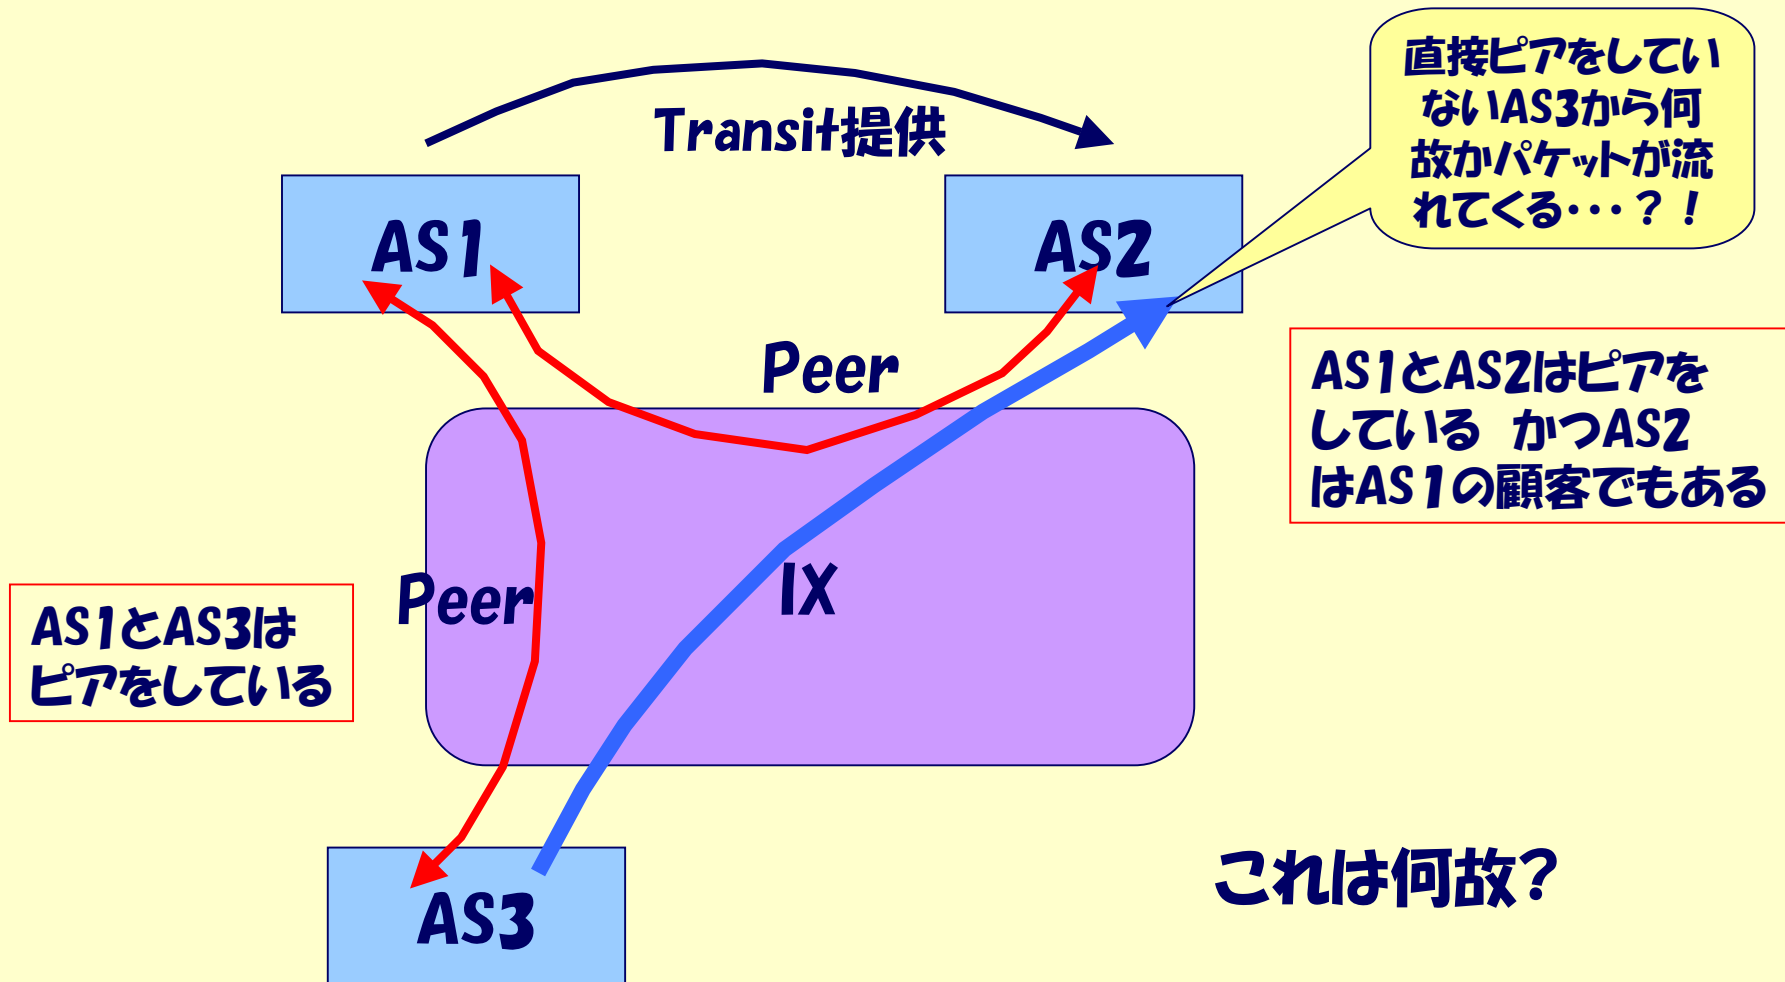 Transit提供
直接ピアをしてい
ないAS3から何
故かパケットが流
れてくる・・・？！
AS1
AS2
Peer
AS1とAS2はピアを
している かつAS2
はAS1の顧客でもある
IX
Peer
AS1とAS3は
ピアをしている
AS3
これは何故？